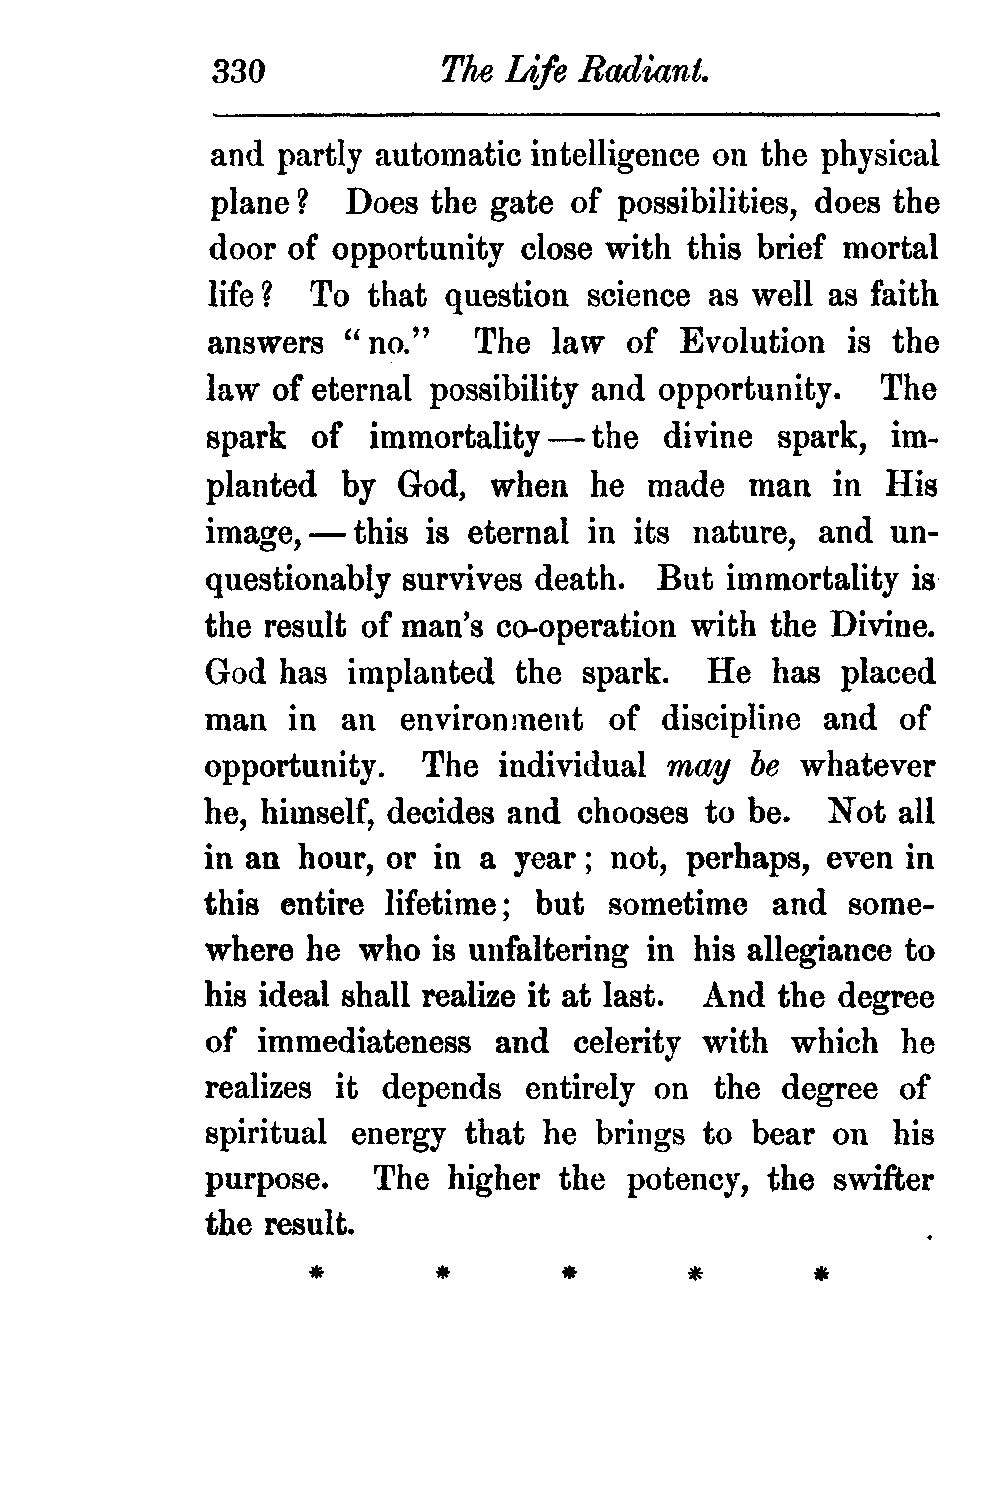 330 The Life Radiant.
and partly automatic intelligence on the physical
plane? Does the gate of possibilities, does the
door of opportunity close with this brief mortal
life? To that question science as well as faith
answers “no.” The law of Evolution is the
law of eternal possibility and opportunity. The
spark of immortality — the divine spark, im-
planted by God, when he made man in His
image, — this is eternal in its nature, and un-
questionably survives death. But immortality is
the result of man’s co-operation with the Divine.
God has implanted the spark. He has placed
man in an environment of discipline and of
opportunity. The individual may be whatever
he, himself, decides and chooses to be. Not all
in an hour, or in a year; not, perhaps, even in
this entire lifetime; but sometime and some-
where he who is unfaltering in his allegiance to
his ideal shall realize it at last. And the degree
of immediateness and celerity with which he
realizes it depends entirely on the degree of
spiritual energy that he brings to bear on his
purpose. The higher the potency, the swifter
the result.
* * * * *